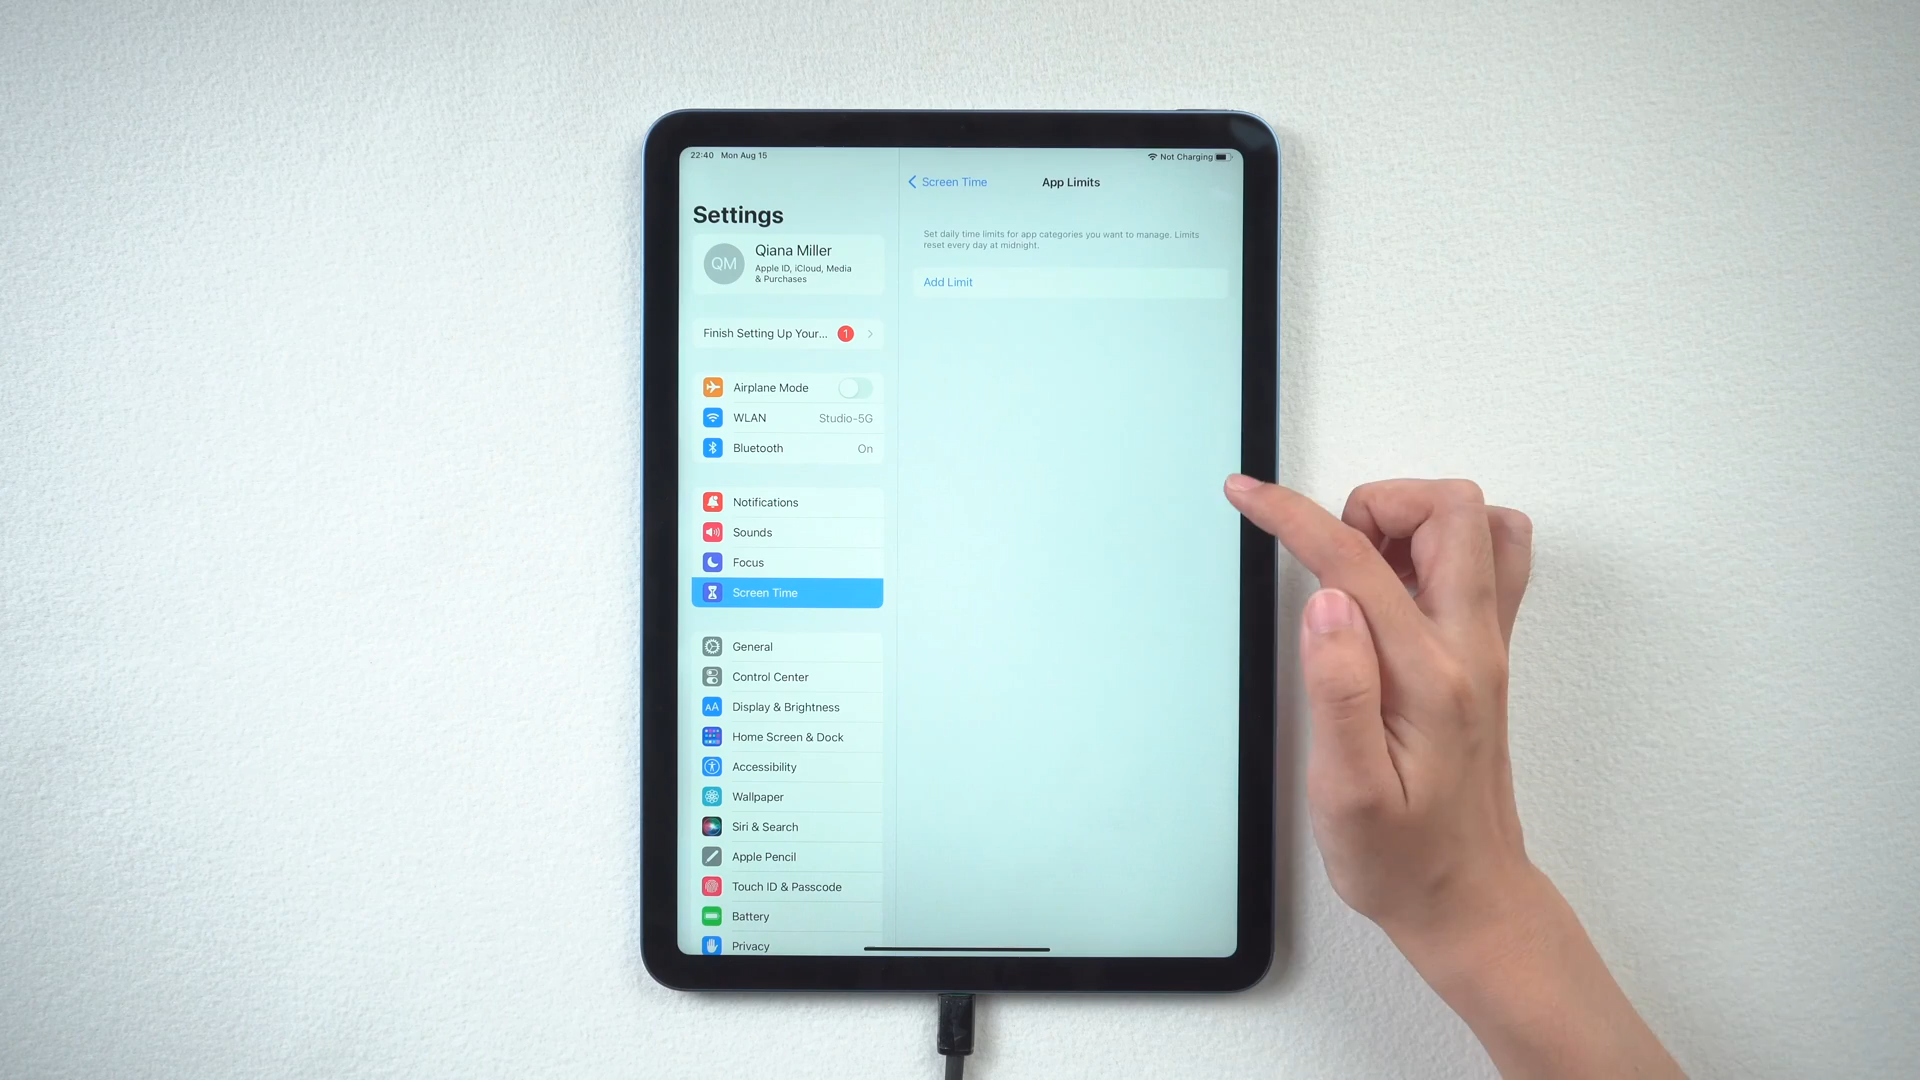 22:40 Mon Aug 15
Not Charging
Settings
QM
Qiana Miller
Apple ID, iCloud, Media
& Purchases
Finish Setting Up Your... 1
Airplane Mode
WLAN Studio-5G
Bluetooth On
Notifications
Sounds
Focus
Screen Time
General
Control Center
AA Display & Brightness
Home Screen & Dock
Accessibility
Wallpaper
Siri & Search
Apple Pencil
Touch ID & Passcode
Battery
Privacy
Screen Time
App Limits
Set daily time limits for app categories you want to manage. Limits
reset every day at midnight.
Add Limit